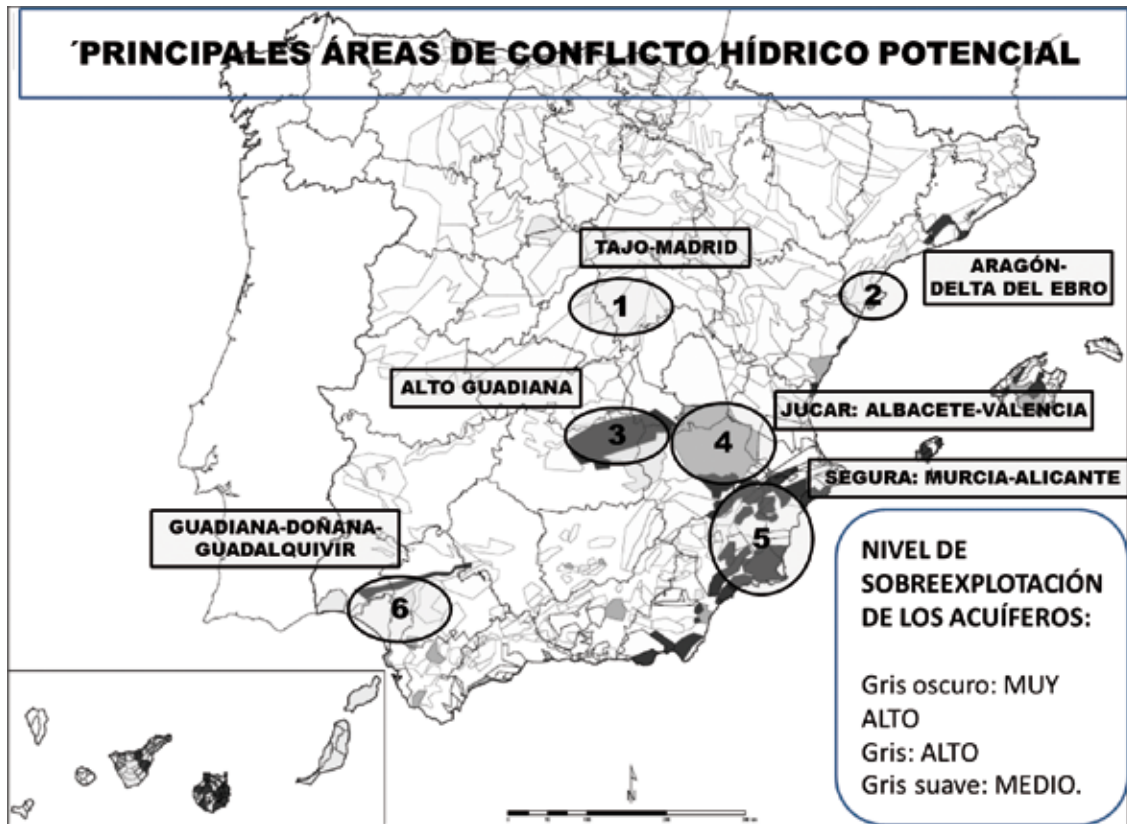 ´PRINCIPALES ÁREAS DE CONFLICTO HÍDRICO POTENCIAL
TAJO-MADRID
1
2
ARAGÓN-
DELTA DEL EBRO
ALTO GUADIANA
3
4
JUCAR: ALBACETE-VALENCIA
SEGURA: MURCIA-ALICANTE
5
GUADIANA-DOÑANA-
GUADALQUIVIR
6
NIVEL DE
SOBREEXPLOTACIÓN
DE LOS ACUÍFEROS:
Gris oscuro: MUY
ALTO
Gris: ALTO
Gris suave: MEDIO.
N